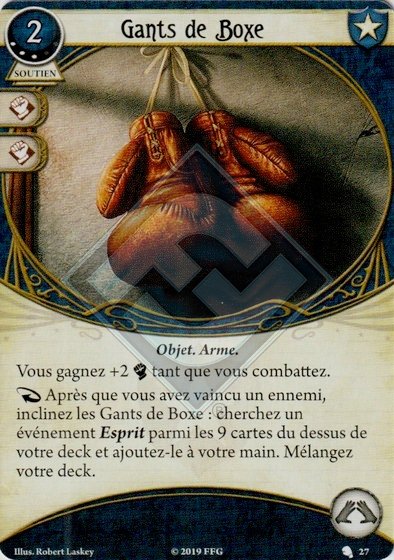 2
Gants de Boxe
SOUTIEN
Objet. Arme.
Vous gagnez +2 tant que vous combattez.
Après que vous avez vaincu un ennemi,
inclinez les Gants de Boxe : cherchez un
événement Esprit parmi les 9 cartes du dessus de
votre deck et ajoutez-le à votre main. Mélangez
votre deck.
Illus. Robert Laskey
© 2019 FFG
27